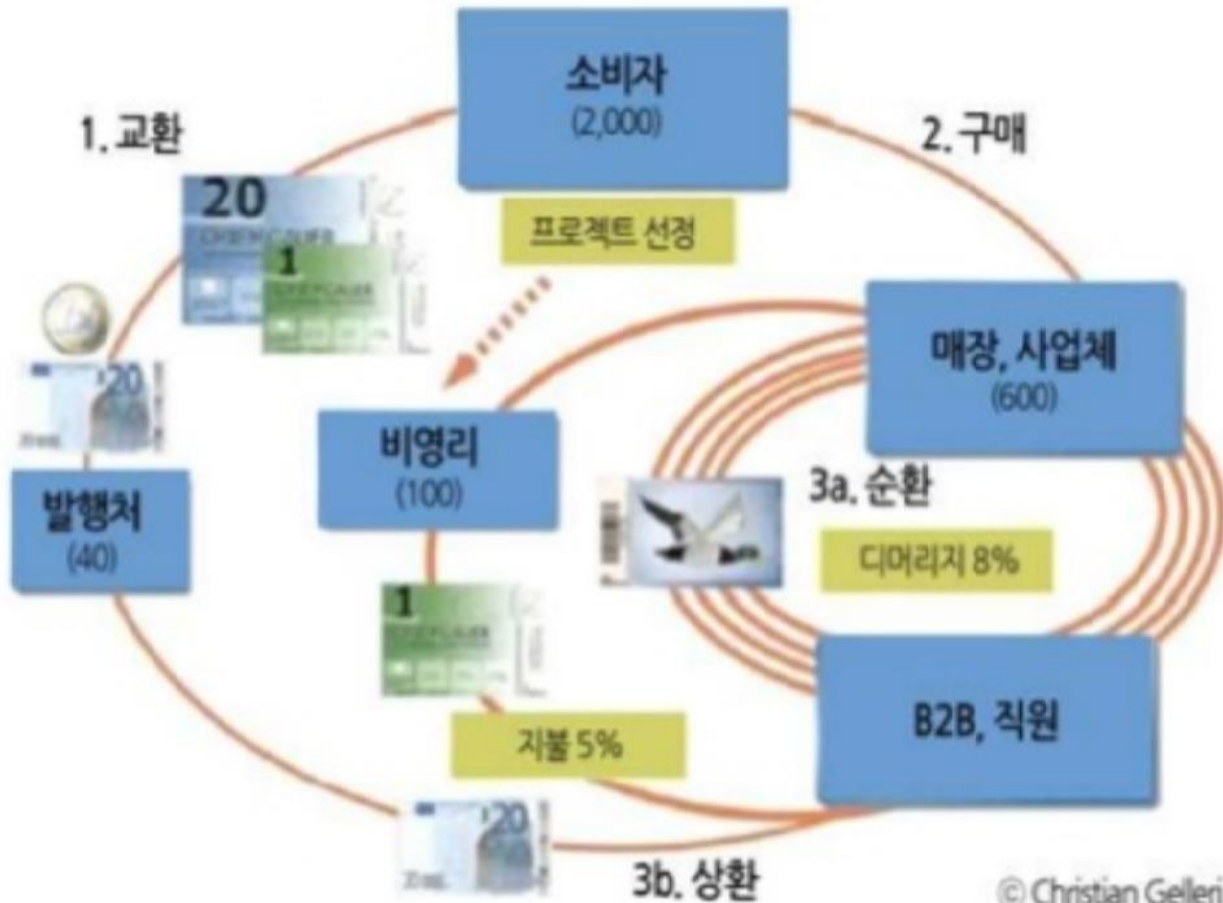 소비자
(2,000)
1. 교환
2. 구매
20
1
프로젝트 선정
매장, 사업체
(600)
20
비영리
(100)
3a. 순환
발행처
(40)
디머리지 8%
1
B2B, 직원
지불 5%
20
3b. 상환
© Christian Gelleri